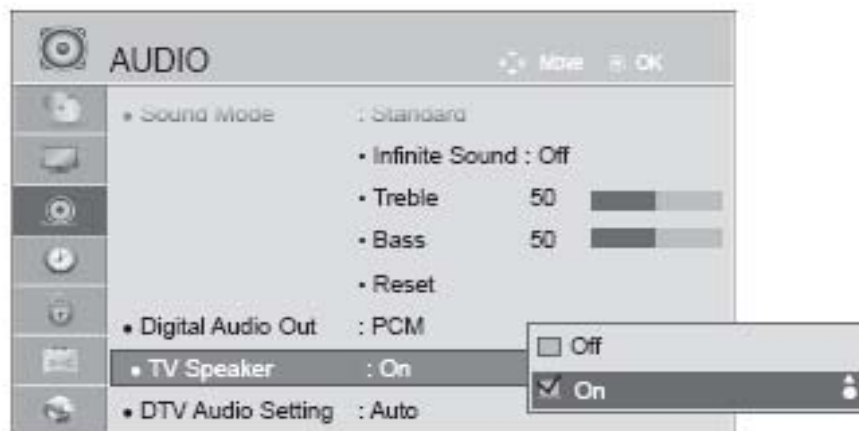 AUDIO
Move OK
• Sound Mode : Standard
• Infinite Sound : Off
• Treble 50
• Bass 50
• Reset
• Digital Audio Out : PCM
• TV Speaker : On
• DTV Audio Setting : Auto
Off
On